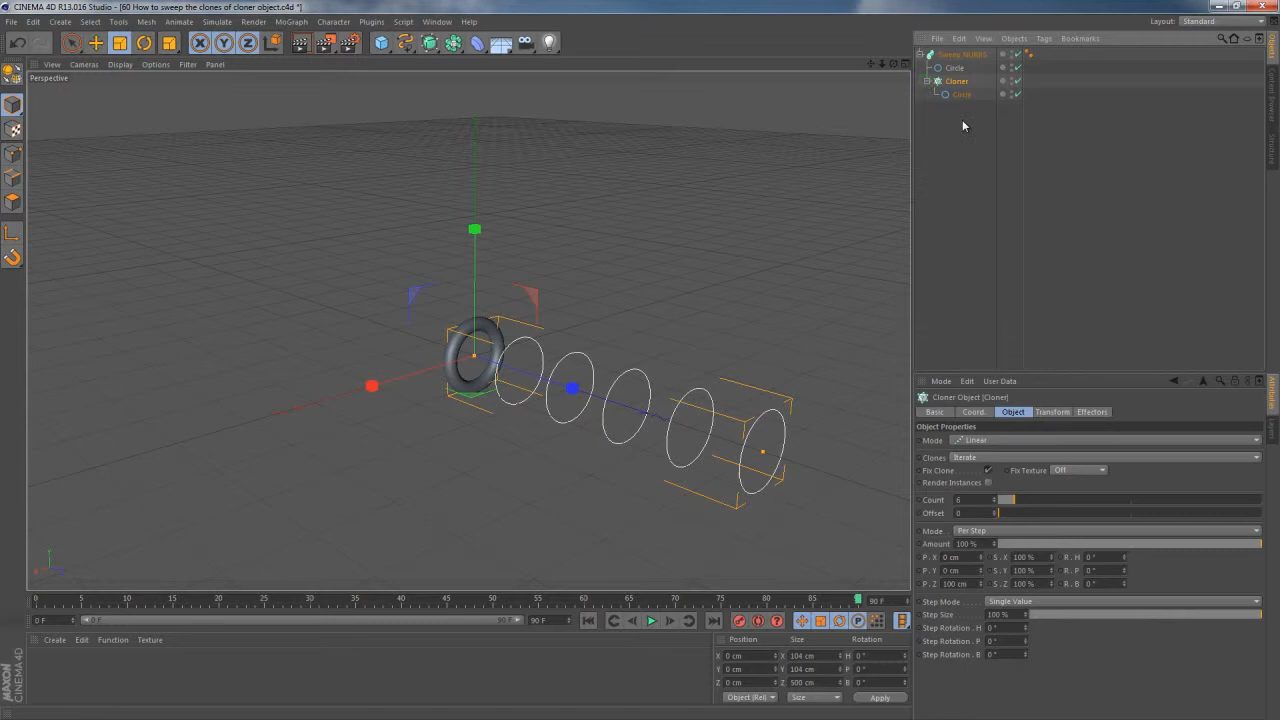 CINEMA 4D R13.016 Studio - [60 How to sweep the clones of cloner object.c4d *]
File Edit Create Select Tools Mesh Animate Simulate Render MoGraph Character Plugins Script Window Help
Layout: Standard
X Y Z
File Edit View Objects Tags Bookmarks
View Cameras Display Options Filter Panel
Perspective
Sweep NURBS
Circle
Cloner
Circle
Objects
Content Browser
Structure
Mode Edit User Data
Cloner Object [Cloner]
Basic Coord. Object Transform Effectors
Object Properties
Mode Linear
Clones Iterate
Fix Clone Fix Texture Off
Render Instances
Count 6
Offset 0
Mode Per Step
Amount 100 %
P . X 0 cm S . X 100 % R . H 0 °
P . Y 0 cm S . Y 100 % R . P 0 °
P . Z 100 cm S . Z 100 % R . B 0 °
Step Mode Single Value
Step Size 100 %
Step Rotation . H 0 °
Step Rotation . P 0 °
Step Rotation . B 0 °
Attributes
Layers
0 5 10 15 20 25 30 35 40 45 50 55 60 65 70 75 80 85 90 F
0 F 0 F 90 F 90 F
Create Edit Function Texture
Position Size Rotation
X 0 cm X 104 cm H 0 °
Y 0 cm Y 104 cm P 0 °
Z 0 cm Z 500 cm B 0 °
Object (Rel) Size Apply
MAXON
CINEMA 4D